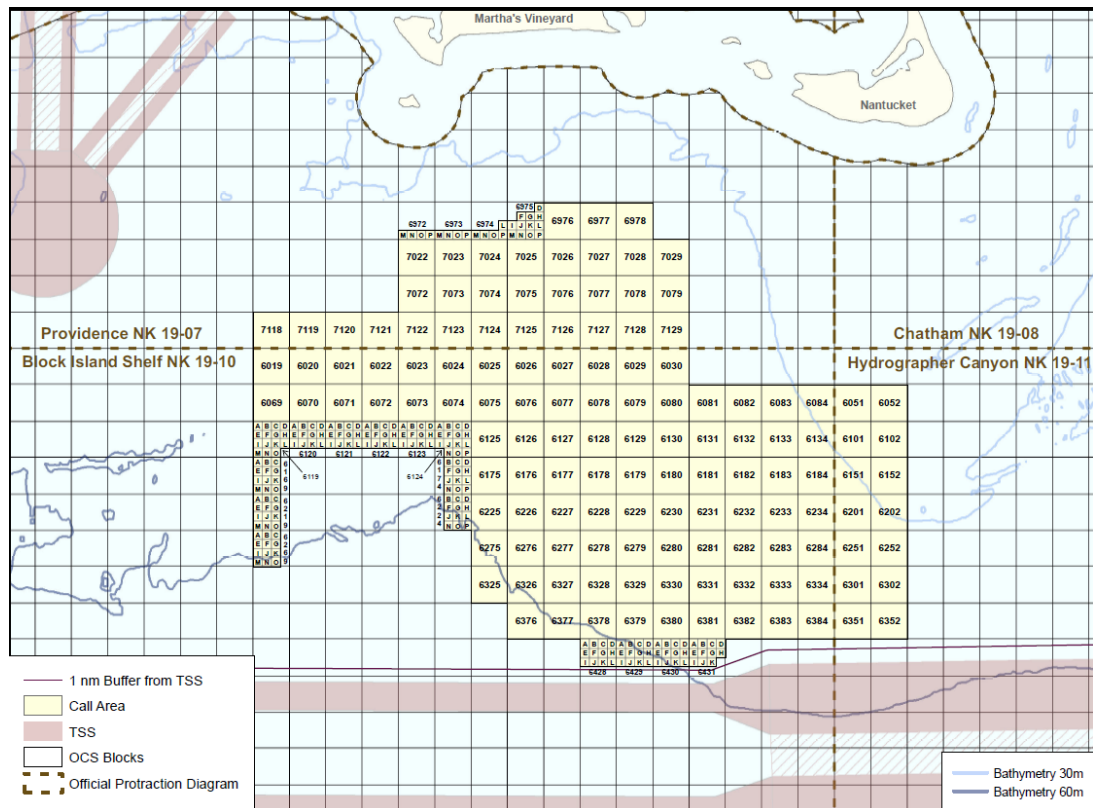 Martha's Vineyard
Nantucket
6975 D
6976 6977 6978
F G H
6972 6973 6974 L I J K L
M N O P M N O P M N O P M N O P
7022 7023 7024 7025 7026 7027 7028 7029
7072 7073 7074 7075 7076 7077 7078 7079
7118 7119 7120 7121 7122 7123 7124 7125 7126 7127 7128 7129
Providence NK 19-07
Chatham NK 19-08
Block Island Shelf NK 19-10
Hydrographer Canyon NK 19-11
6019 6020 6021 6022 6023 6024 6025 6026 6027 6028 6029 6030
6069 6070 6071 6072 6073 6074 6075 6076 6077 6078 6079 6080 6081 6082 6083 6084 6051 6052
A B C D A B C D A B C D A B C D A B C D A B C D
E F G H E F G H E F G H E F G H E F G H E F G H
6125 6126 6127 6128 6129 6130 6131 6132 6133 6134 6101 6102
I J K L I J K L I J K L I J K L I J K L I J K L
M N O 6120 6121 6122 6123 N O P
A B C 6119 6124 B C D
E F G 6169 6174 F G H
6175 6176 6177 6178 6179 6180 6181 6182 6183 6184 6151 6152
I J K J K L
M N O N O P
A B C 6219 6224 B C D
E F G F G H
6225 6226 6227 6228 6229 6230 6231 6232 6233 6234 6201 6202
I J K J K L
M N O N O P
A B C 6269
E F G
6275 6276 6277 6278 6279 6280 6281 6282 6283 6284 6251 6252
I J K
M N O
6325 6326 6327 6328 6329 6330 6331 6332 6333 6334 6301 6302
6376 6377 6378 6379 6380 6381 6382 6383 6384 6351 6352
A B C D A B C D A B C D A B C D
E F G H E F G H E F G H E F G H
I J K L I J K L I J K L I J K
6428 6429 6430 6431
1 nm Buffer from TSS
Call Area
TSS
OCS Blocks
Official Protraction Diagram
Bathymetry 30m
Bathymetry 60m